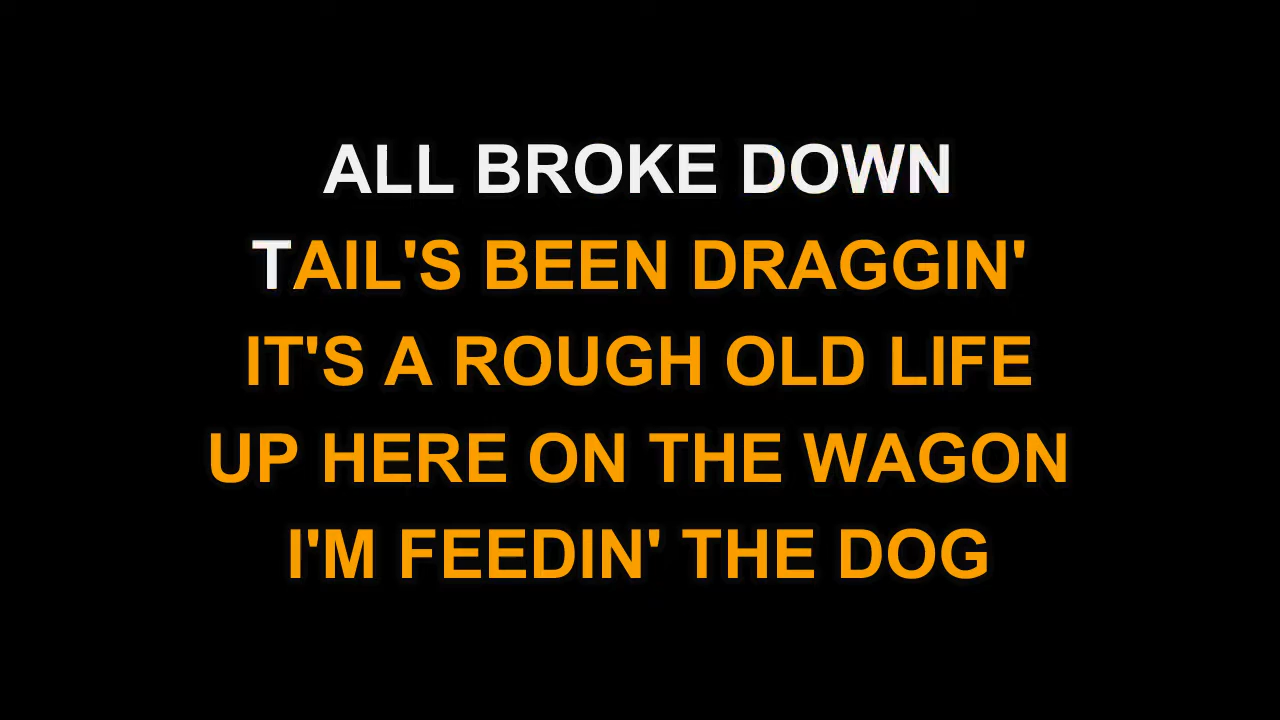 ALL BROKE DOWN
TAIL'S BEEN DRAGGIN'
IT'S A ROUGH OLD LIFE
UP HERE ON THE WAGON
I'M FEEDIN' THE DOG